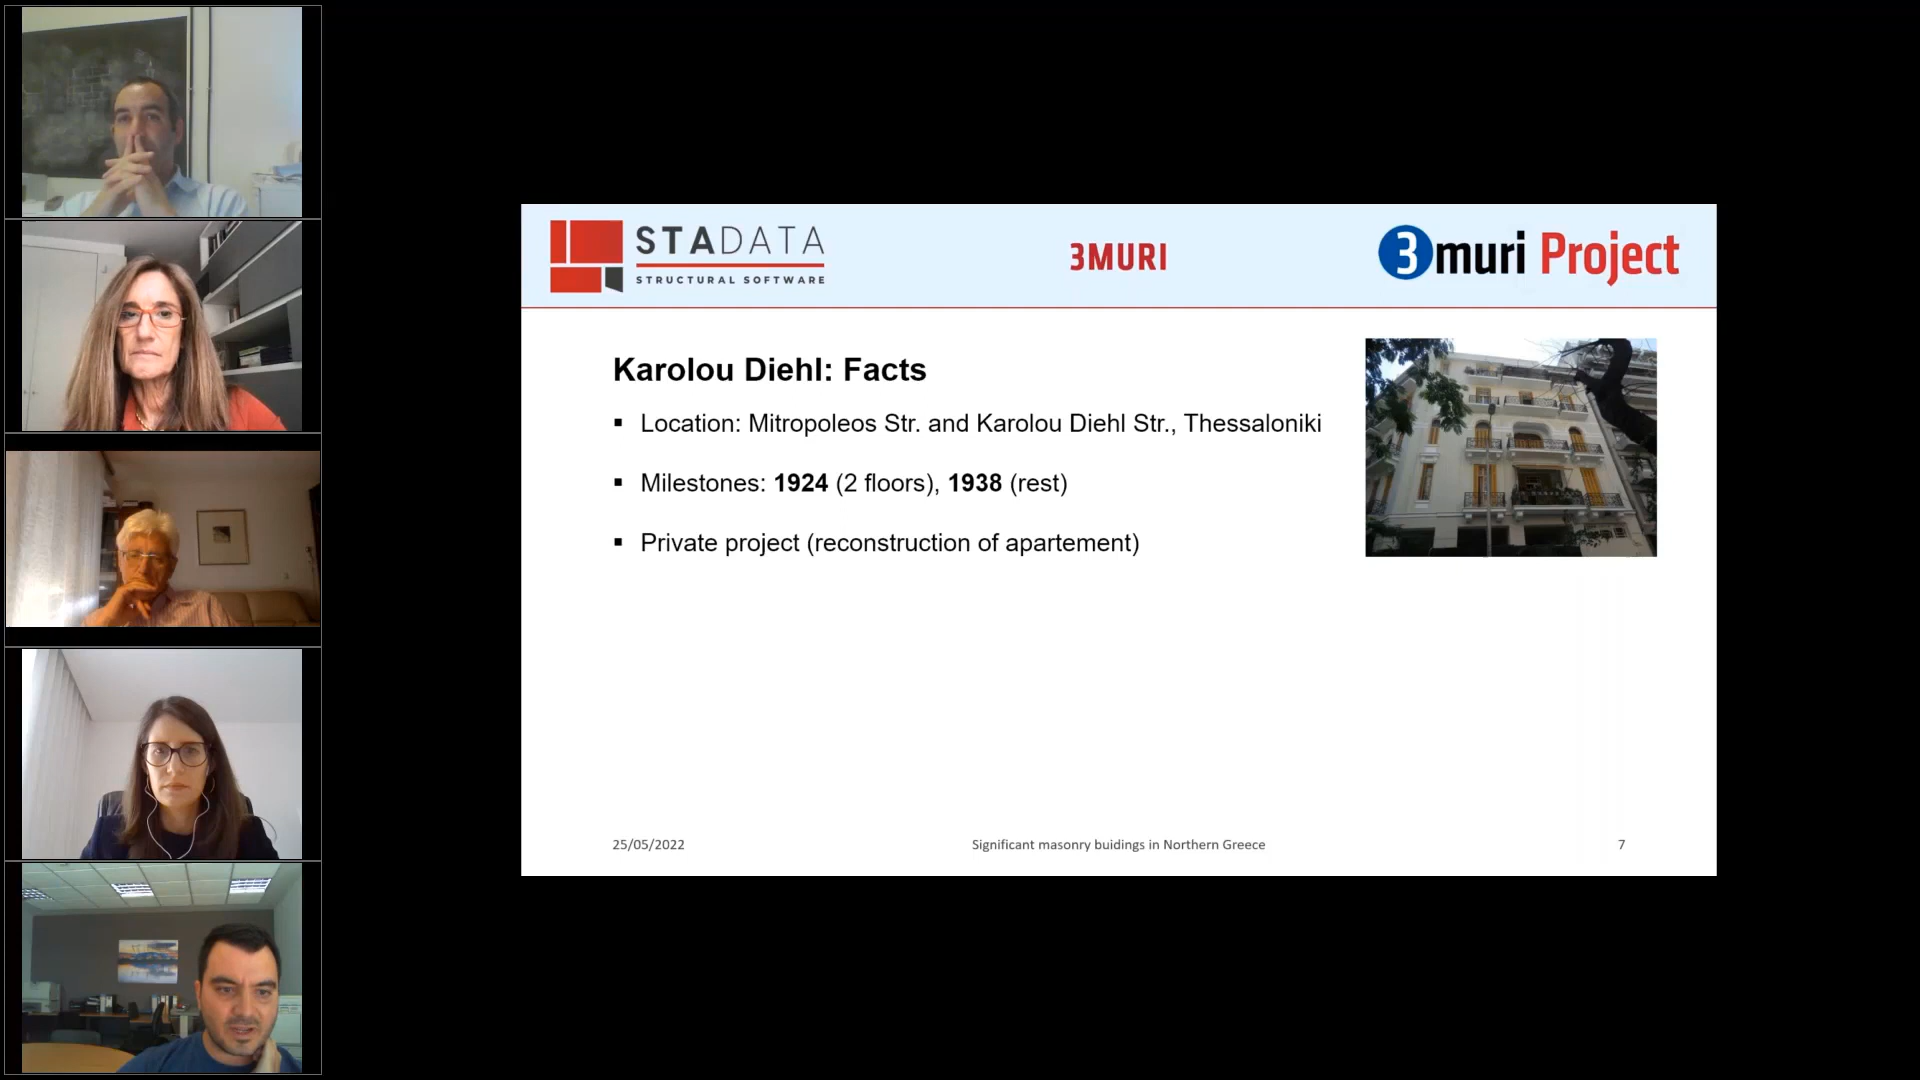 STADATA
STRUCTURAL SOFTWARE
3MURI
3muri Project
Karolou Diehl: Facts
▪ Location: Mitropoleos Str. and Karolou Diehl Str., Thessaloniki
▪ Milestones: 1924 (2 floors), 1938 (rest)
▪ Private project (reconstruction of apartement)
25/05/2022
Significant masonry buidings in Northern Greece
7